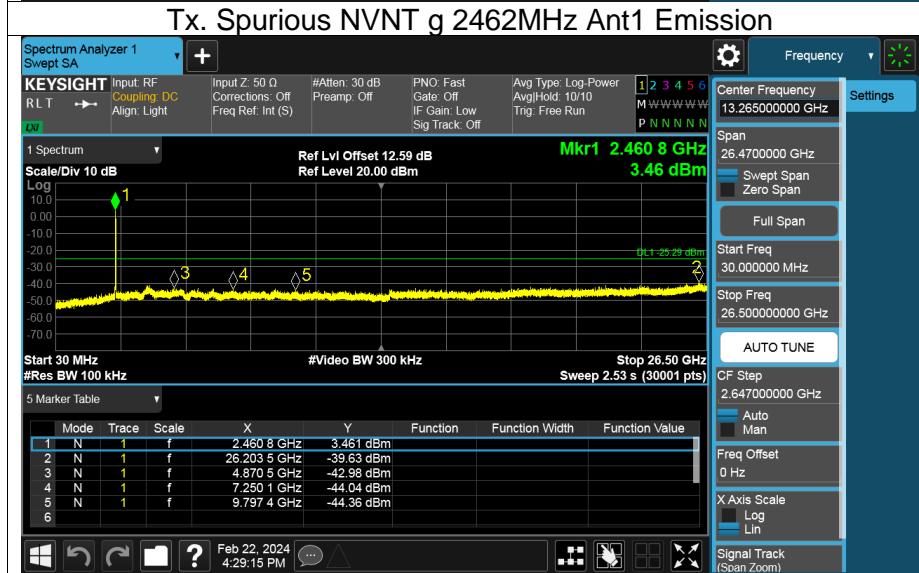 Tx. Spurious NVNT g 2462MHz Ant1 Emission
Spectrum Analyzer 1
Swept SA
+
Frequency
KEYSIGHT Input: RF Input Z: 50 Ω #Atten: 30 dB PNO: Fast Avg Type: Log-Power 1 2 3 4 5 6
RLT Coupling: DC Corrections: Off Preamp: Off Gate: Off Avg|Hold: 10/10 M W W W W W
Align: Light Freq Ref: Int (S) IF Gain: Low Trig: Free Run
LXI Sig Track: Off P N N N N N
1 Spectrum
Ref Lvl Offset 12.59 dB Mkr1 2.460 8 GHz
Scale/Div 10 dB Ref Level 20.00 dBm 3.46 dBm
Log
10.0
0.00
-10.0
-20.0
-30.0
-40.0
-50.0
-60.0
-70.0
1
DL1 -25.29 dBm
3 4 5 2
Start 30 MHz #Video BW 300 kHz Stop 26.50 GHz
#Res BW 100 kHz Sweep 2.53 s (30001 pts)
5 Marker Table
Mode Trace Scale X Y Function Function Width Function Value
1 N 1 f 2.460 8 GHz 3.461 dBm
2 N 1 f 26.203 5 GHz -39.63 dBm
3 N 1 f 4.870 5 GHz -42.98 dBm
4 N 1 f 7.250 1 GHz -44.04 dBm
5 N 1 f 9.797 4 GHz -44.36 dBm
6
?
Feb 22, 2024
4:29:15 PM
Center Frequency
13.265000000 GHz
Settings
Span
26.4700000 GHz
Swept Span
Zero Span
Full Span
Start Freq
30.000000 MHz
Stop Freq
26.500000000 GHz
AUTO TUNE
CF Step
2.647000000 GHz
Auto
Man
Freq Offset
0 Hz
X Axis Scale
Log
Lin
Signal Track
(Span Zoom)